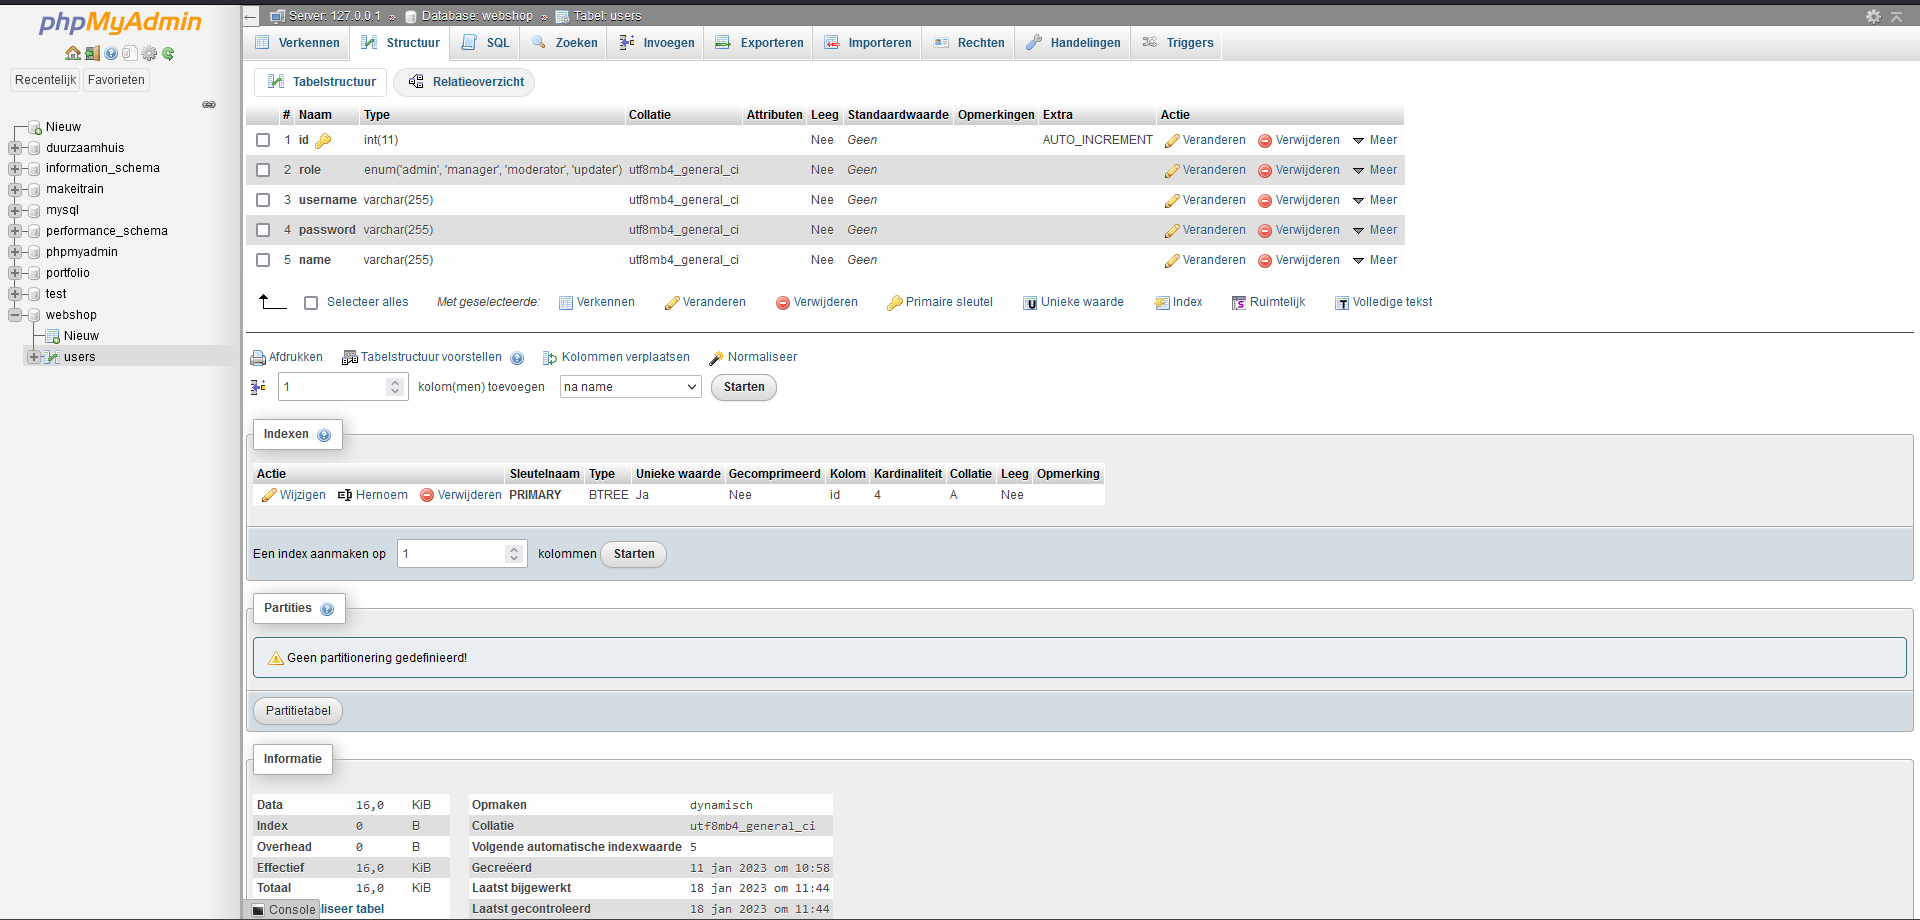 phpMyAdmin
Recentelijk Favorieten
Nieuw
duurzaamhuis
information_schema
makeitrain
mysql
performance_schema
phpmyadmin
portfolio
test
webshop
Nieuw
users
Server: 127.0.0.1 » Database: webshop » Tabel: users
Verkennen Structuur SQL Zoeken Invoegen Exporteren Importeren Rechten Handelingen Triggers
Tabelstructuur Relatieoverzicht
# Naam Type Collatie Attributen Leeg Standaardwaarde Opmerkingen Extra Actie
1 id int(11) Nee Geen AUTO_INCREMENT Veranderen Verwijderen Meer
2 role enum('admin', 'manager', 'moderator', 'updater') utf8mb4_general_ci Nee Geen Veranderen Verwijderen Meer
3 username varchar(255) utf8mb4_general_ci Nee Geen Veranderen Verwijderen Meer
4 password varchar(255) utf8mb4_general_ci Nee Geen Veranderen Verwijderen Meer
5 name varchar(255) utf8mb4_general_ci Nee Geen Veranderen Verwijderen Meer
Selecteer alles Met geselecteerde: Verkennen Veranderen Verwijderen Primaire sleutel Unieke waarde Index Ruimtelijk Volledige tekst
Afdrukken Tabelstructuur voorstellen Kolommen verplaatsen Normaliseer
1 kolom(men) toevoegen na name Starten
Indexen
Actie Sleutelnaam Type Unieke waarde Gecomprimeerd Kolom Kardinaliteit Collatie Leeg Opmerking
Wijzigen Hernoem Verwijderen PRIMARY BTREE Ja Nee id 4 A Nee
Een index aanmaken op 1 kolommen Starten
Partities
Geen partitionering gedefinieerd!
Partitietabel
Informatie
Data 16,0 KiB
Index 0 B
Overhead 0 B
Effectief 16,0 KiB
Totaal 16,0 KiB
liseer tabel
Opmaken dynamisch
Collatie utf8mb4_general_ci
Volgende automatische indexwaarde 5
Gecreëerd 11 jan 2023 om 10:58
Laatst bijgewerkt 18 jan 2023 om 11:44
Laatst gecontroleerd 18 jan 2023 om 11:44
Console